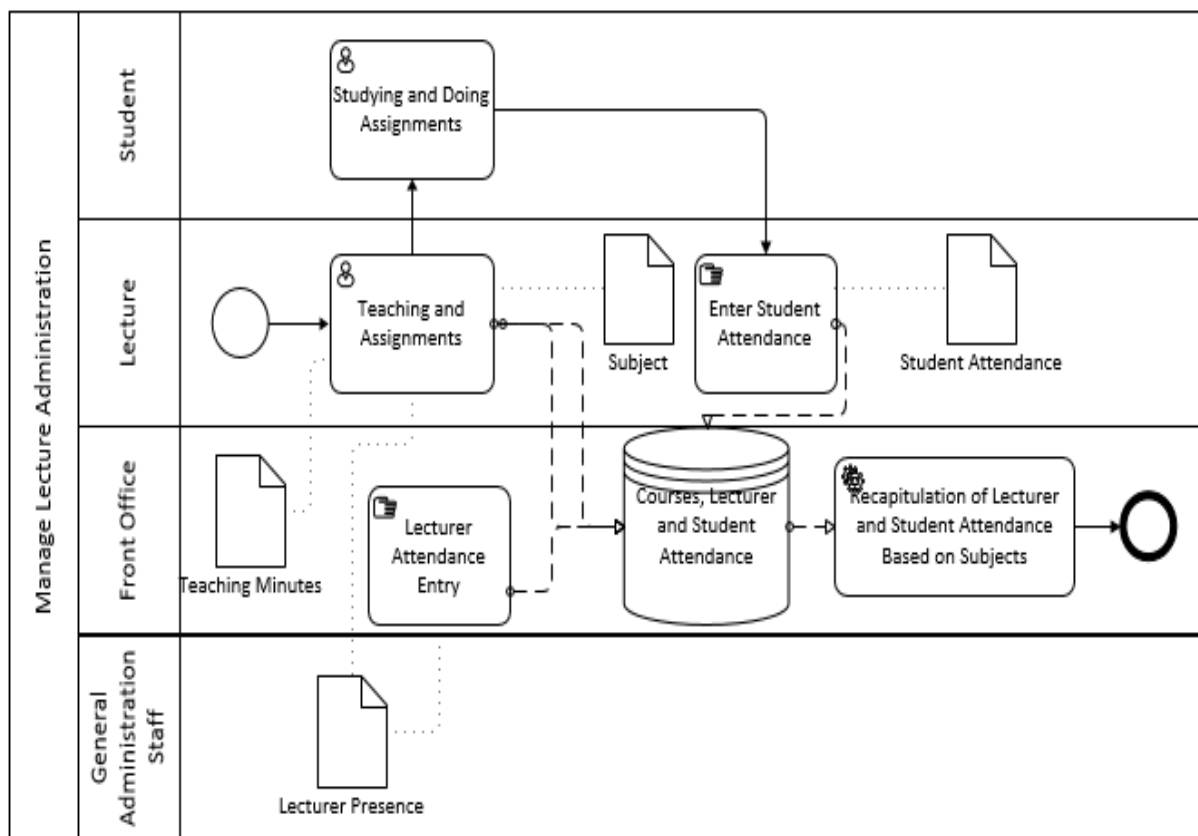 Manage Lecture Administration
Student
Studying and Doing
Assignments
Lecture
Teaching and
Assignments
Subject
Enter Student
Attendance
Student Attendance
Front Office
Teaching Minutes
Lecturer
Attendance
Entry
Courses, Lecturer
and Student
Attendance
Recapitulation of Lecturer
and Student Attendance
Based on Subjects
General
Administration
Staff
Lecturer Presence